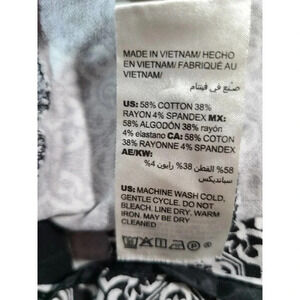 MADE IN VIETNAM/ HECHO
EN VIETNAM/ FABRIQUÉ AU
VIETNAM/
صنع في فيتنام
US: 58% COTTON 38%
RAYON 4% SPANDEX MX:
58% ALGODÓN 38% rayón
4% elastano CA: 58% COTON
38% RAYONNE 4% SPANDEX
AE/KW:
58% القطن 38% رايون 4%
سبانديكس
US: MACHINE WASH COLD,
GENTLE CYCLE. DO NOT
BLEACH. LINE DRY. WARM
IRON. MAY BE DRY
CLEANED